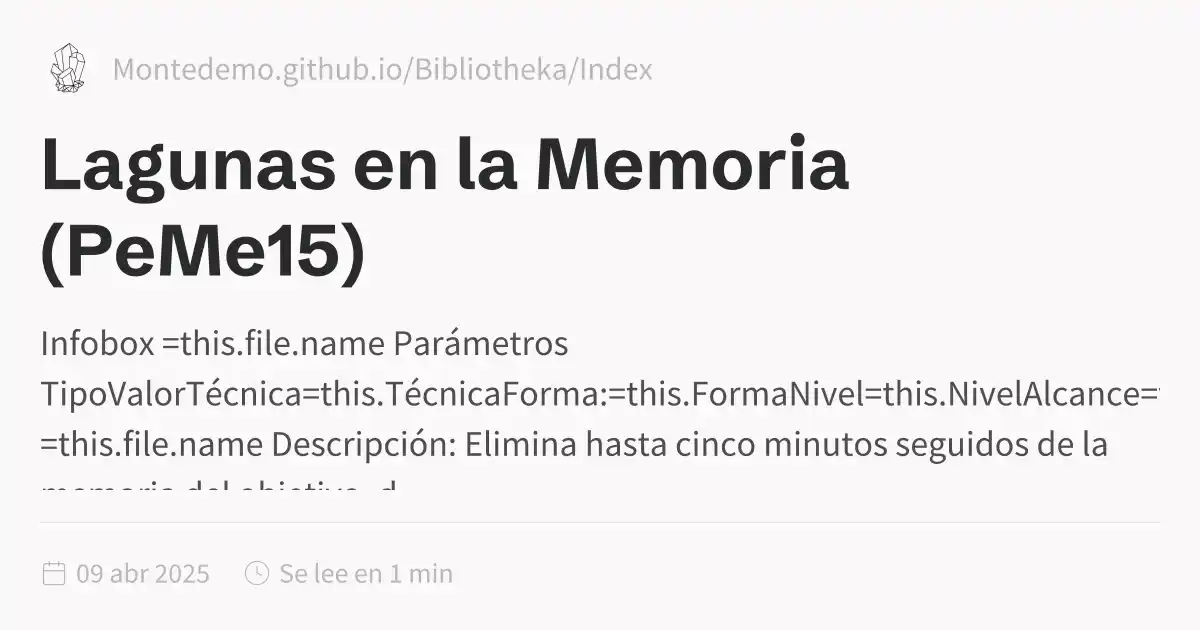 Montedemo.github.io/Bibliotheka/Index
Lagunas en la Memoria
(PeMe15)
Infobox =this.file.name Parámetros
TipoValorTécnica=this.TécnicaForma:=this.FormaNivel=this.NivelAlcance=
=this.file.name Descripción: Elimina hasta cinco minutos seguidos de la
09 abr 2025 Se lee en 1 min